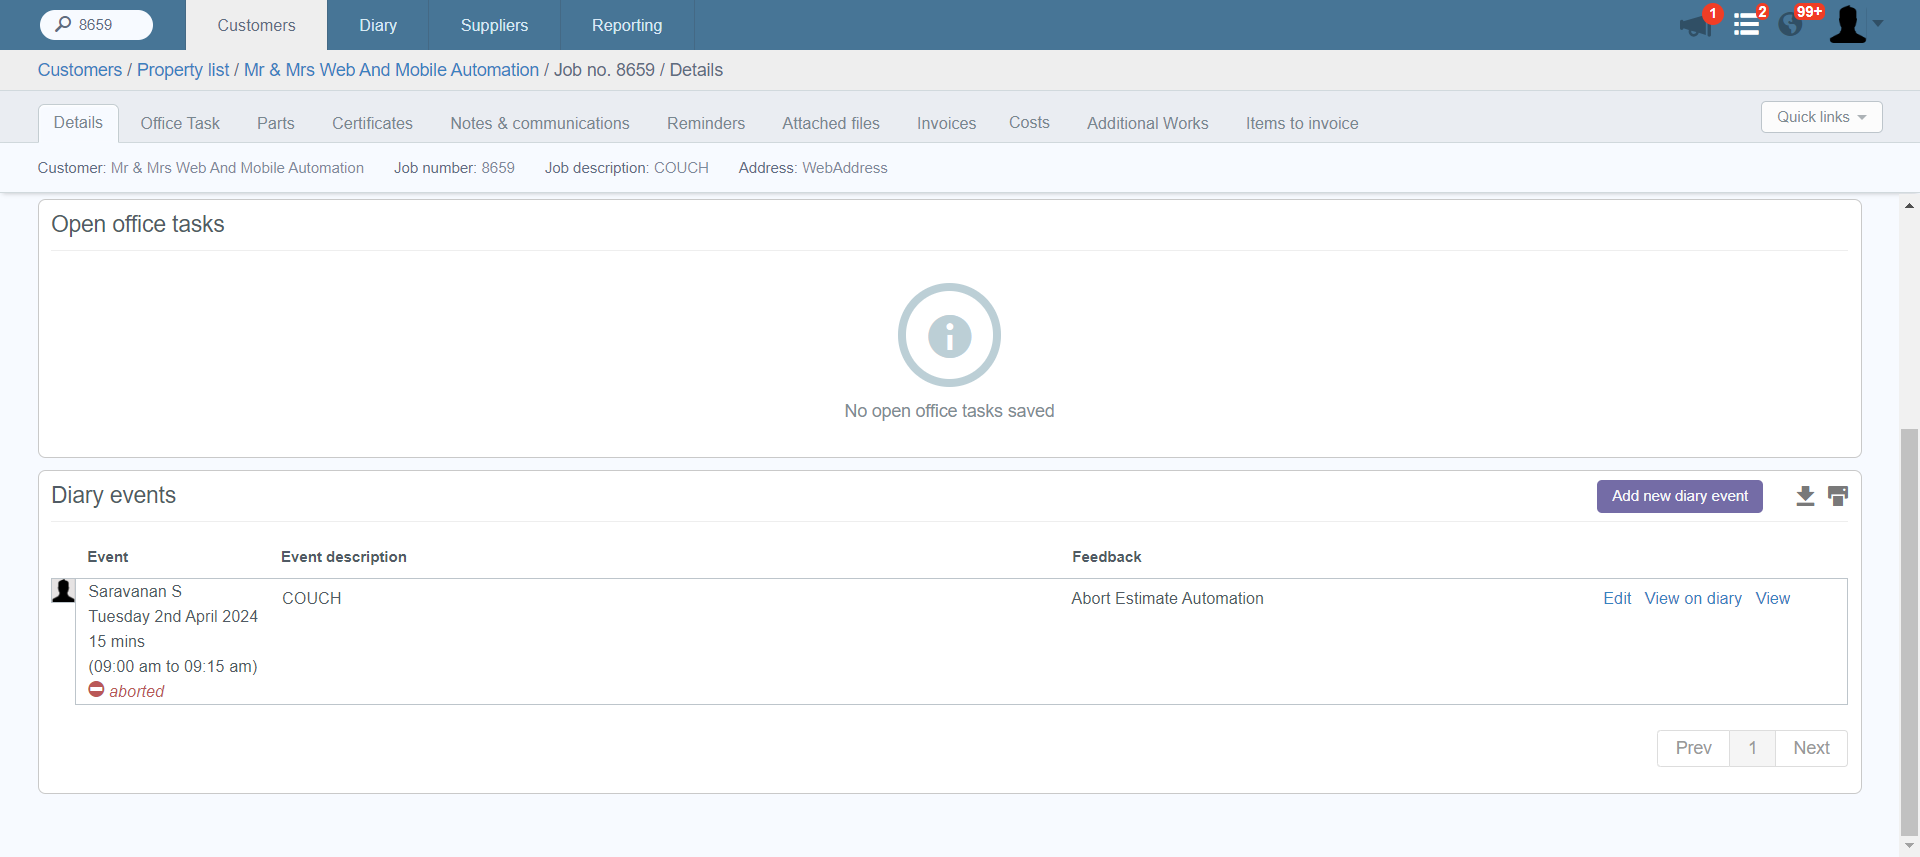 8659
Customers
Diary
Suppliers
Reporting
1
2
99+
Customers / Property list / Mr & Mrs Web And Mobile Automation / Job no. 8659 / Details
Details
Office Task
Parts
Certificates
Notes & communications
Reminders
Attached files
Invoices
Costs
Additional Works
Items to invoice
Quick links
Customer: Mr & Mrs Web And Mobile Automation
Job number: 8659
Job description: COUCH
Address: WebAddress
Open office tasks
No open office tasks saved
Diary events
Add new diary event
Event
Event description
Feedback
Saravanan S
Tuesday 2nd April 2024
15 mins
(09:00 am to 09:15 am)
aborted
COUCH
Abort Estimate Automation
Edit
View on diary
View
Prev
1
Next